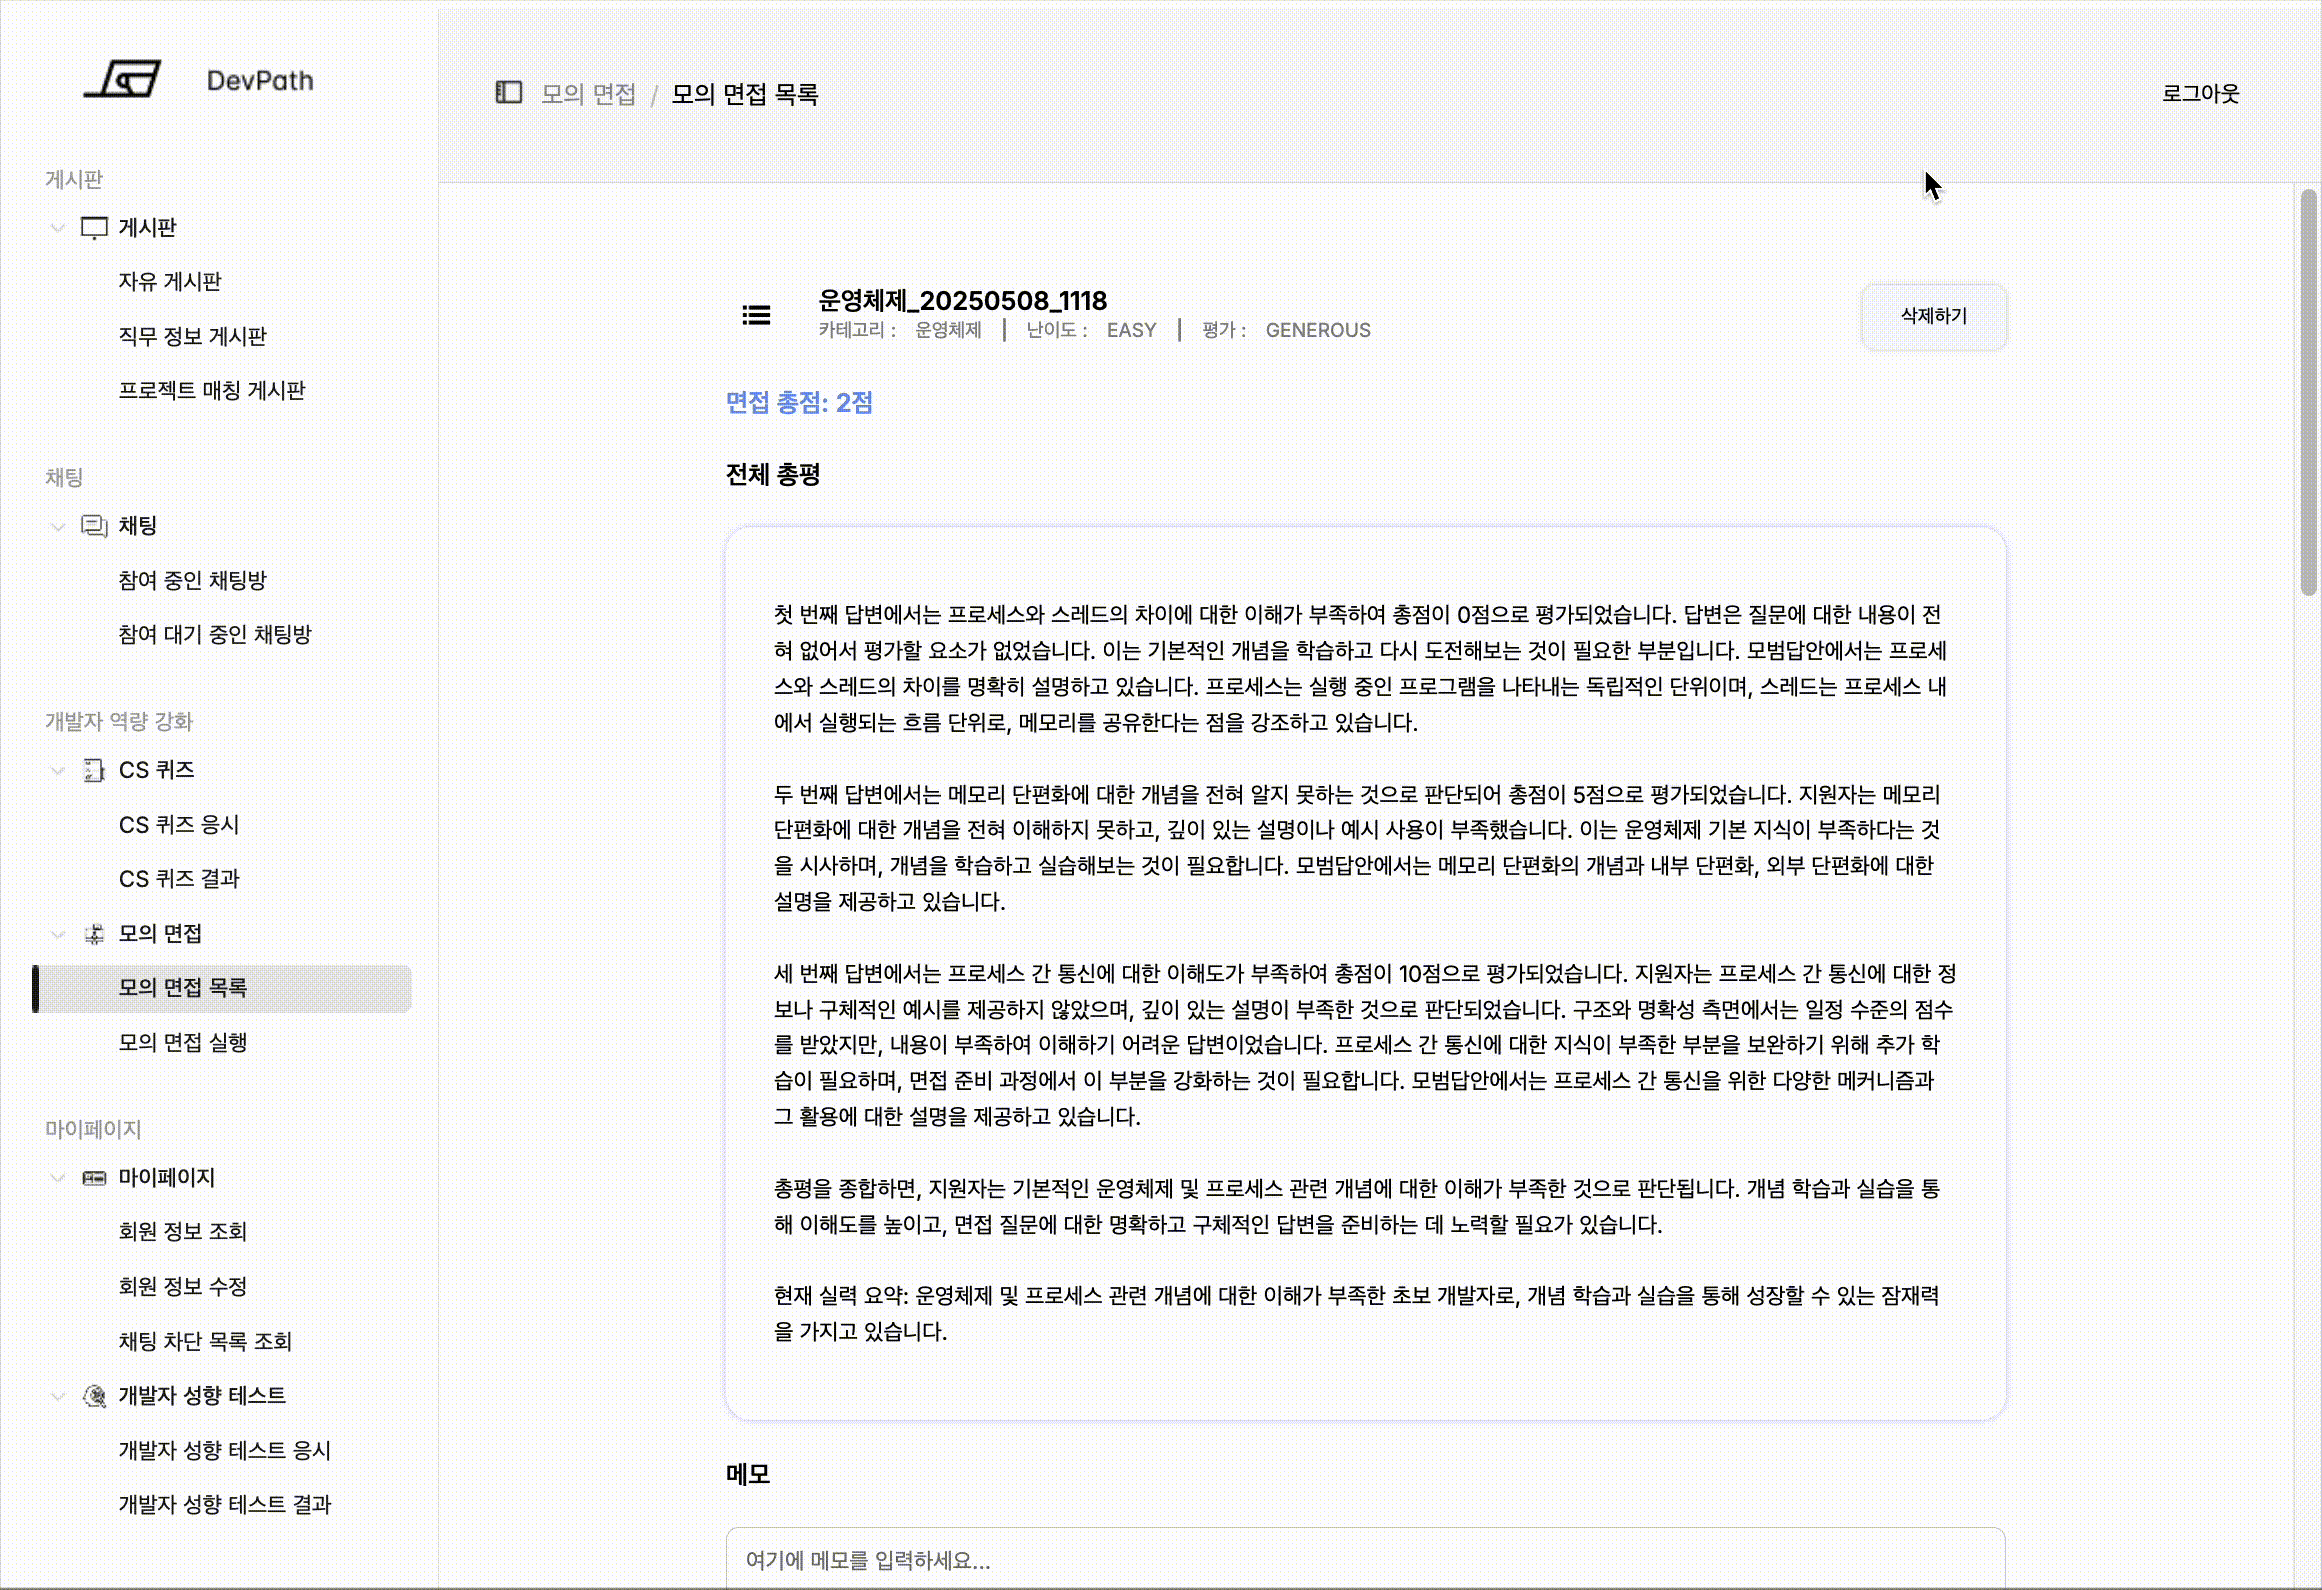 DevPath
게시판
게시판
자유 게시판
직무 정보 게시판
프로젝트 매칭 게시판
채팅
채팅
참여 중인 채팅방
참여 대기 중인 채팅방
개발자 역량 강화
CS 퀴즈
CS 퀴즈 응시
CS 퀴즈 결과
모의 면접
모의 면접 목록
모의 면접 실행
마이페이지
마이페이지
회원 정보 조회
회원 정보 수정
채팅 차단 목록 조회
개발자 성향 테스트
개발자 성향 테스트 응시
개발자 성향 테스트 결과
모의 면접 / 모의 면접 목록
로그아웃
운영체제_20250508_1118
카테고리 : 운영체제 | 난이도 : EASY | 평가 : GENEROUS
삭제하기
면접 총점: 2점
전체 총평
첫 번째 답변에서는 프로세스와 스레드의 차이에 대한 이해가 부족하여 총점이 0점으로 평가되었습니다. 답변은 질문에 대한 내용이 전
혀 없어서 평가할 요소가 없었습니다. 이는 기본적인 개념을 학습하고 다시 도전해보는 것이 필요한 부분입니다. 모범답안에서는 프로세
스와 스레드의 차이를 명확히 설명하고 있습니다. 프로세스는 실행 중인 프로그램을 나타내는 독립적인 단위이며, 스레드는 프로세스 내
에서 실행되는 흐름 단위로, 메모리를 공유한다는 점을 강조하고 있습니다.
두 번째 답변에서는 메모리 단편화에 대한 개념을 전혀 알지 못하는 것으로 판단되어 총점이 5점으로 평가되었습니다. 지원자는 메모리
단편화에 대한 개념을 전혀 이해하지 못하고, 깊이 있는 설명이나 예시 사용이 부족했습니다. 이는 운영체제 기본 지식이 부족하다는 것
을 시사하며, 개념을 학습하고 실습해보는 것이 필요합니다. 모범답안에서는 메모리 단편화의 개념과 내부 단편화, 외부 단편화에 대한
설명을 제공하고 있습니다.
세 번째 답변에서는 프로세스 간 통신에 대한 이해도가 부족하여 총점이 10점으로 평가되었습니다. 지원자는 프로세스 간 통신에 대한 정
보나 구체적인 예시를 제공하지 않았으며, 깊이 있는 설명이 부족한 것으로 판단되었습니다. 구조와 명확성 측면에서는 일정 수준의 점수
를 받았지만, 내용이 부족하여 이해하기 어려운 답변이었습니다. 프로세스 간 통신에 대한 지식이 부족한 부분을 보완하기 위해 추가 학
습이 필요하며, 면접 준비 과정에서 이 부분을 강화하는 것이 필요합니다. 모범답안에서는 프로세스 간 통신을 위한 다양한 메커니즘과
그 활용에 대한 설명을 제공하고 있습니다.
총평을 종합하면, 지원자는 기본적인 운영체제 및 프로세스 관련 개념에 대한 이해가 부족한 것으로 판단됩니다. 개념 학습과 실습을 통
해 이해도를 높이고, 면접 질문에 대한 명확하고 구체적인 답변을 준비하는 데 노력할 필요가 있습니다.
현재 실력 요약: 운영체제 및 프로세스 관련 개념에 대한 이해가 부족한 초보 개발자로, 개념 학습과 실습을 통해 성장할 수 있는 잠재력
을 가지고 있습니다.
메모
여기에 메모를 입력하세요...